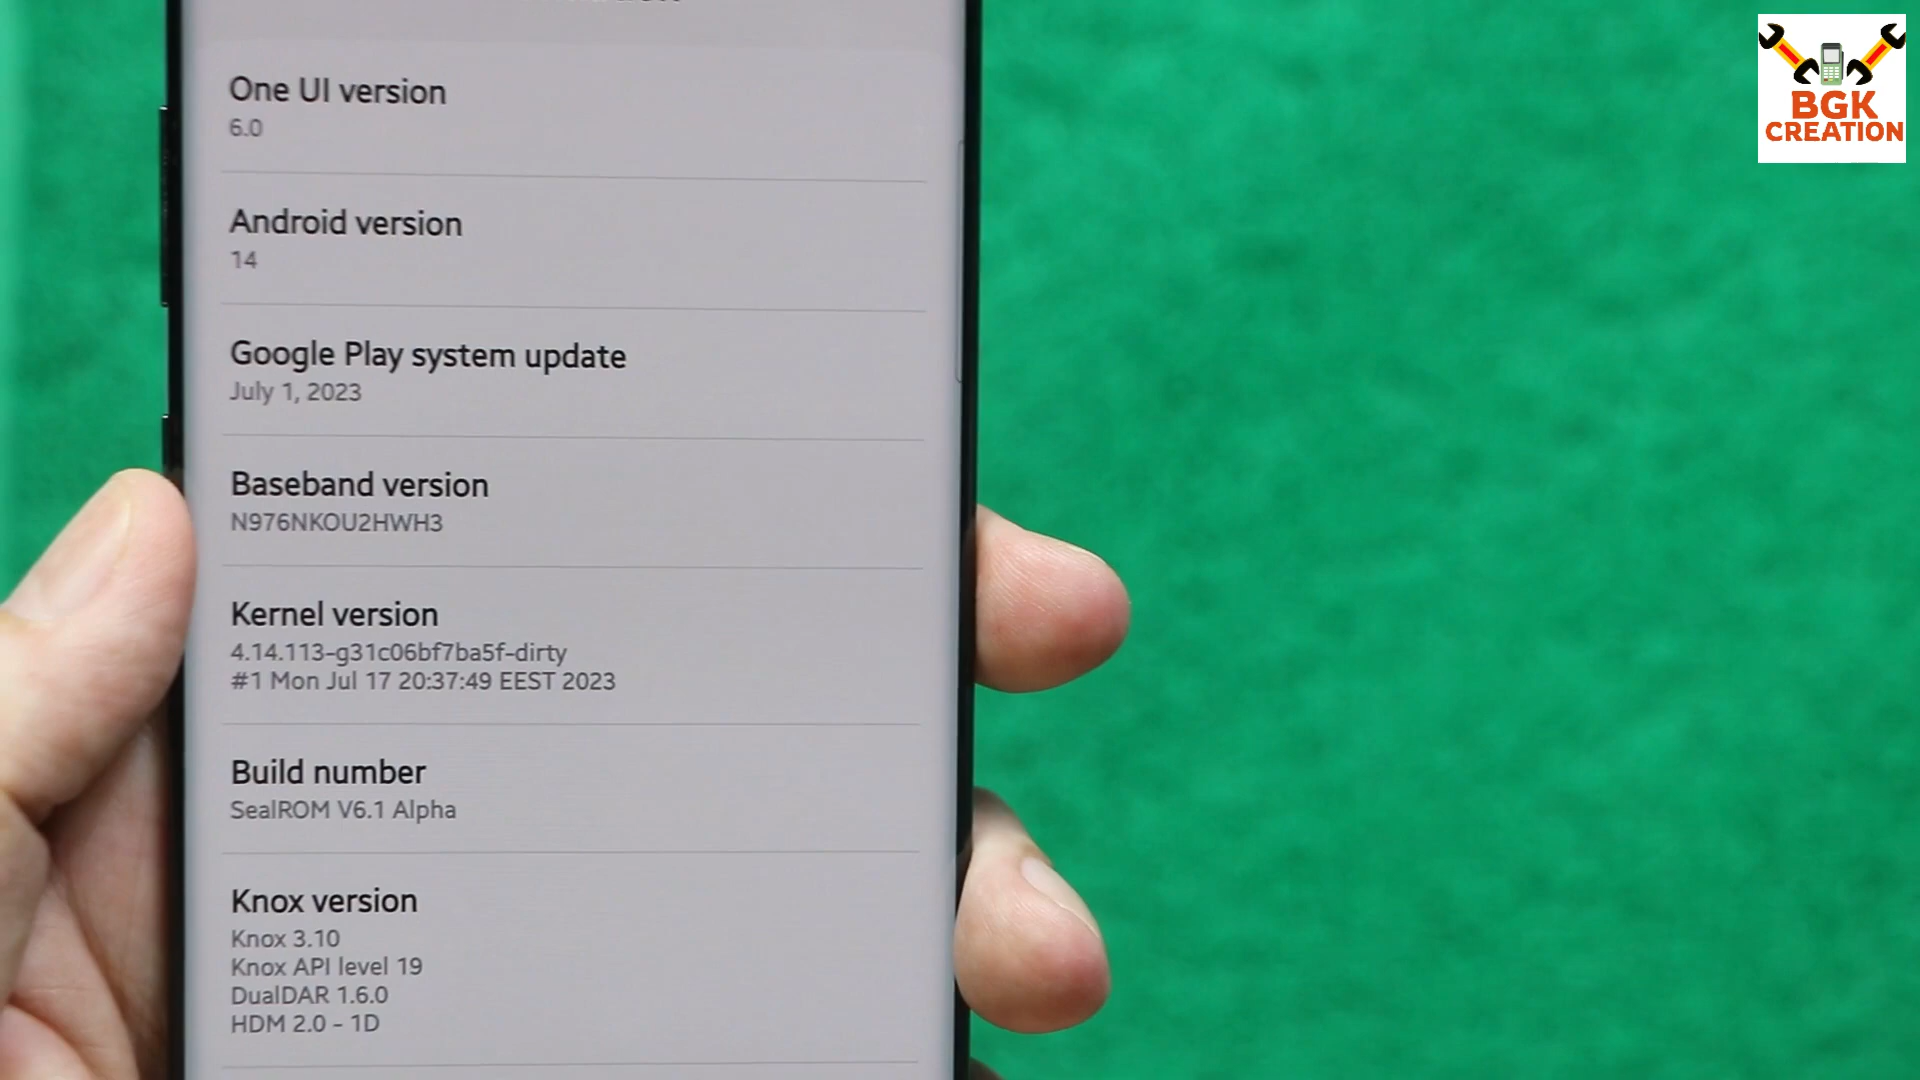 One UI version
6.0
Android version
14
Google Play system update
July 1, 2023
Baseband version
N976NKOU2HWH3
Kernel version
4.14.113-g31c06bf7ba5f-dirty
#1 Mon Jul 17 20:37:49 EEST 2023
Build number
SealROM V6.1 Alpha
Knox version
Knox 3.10
Knox API level 19
DualDAR 1.6.0
HDM 2.0 - 1D
BGK
CREATION